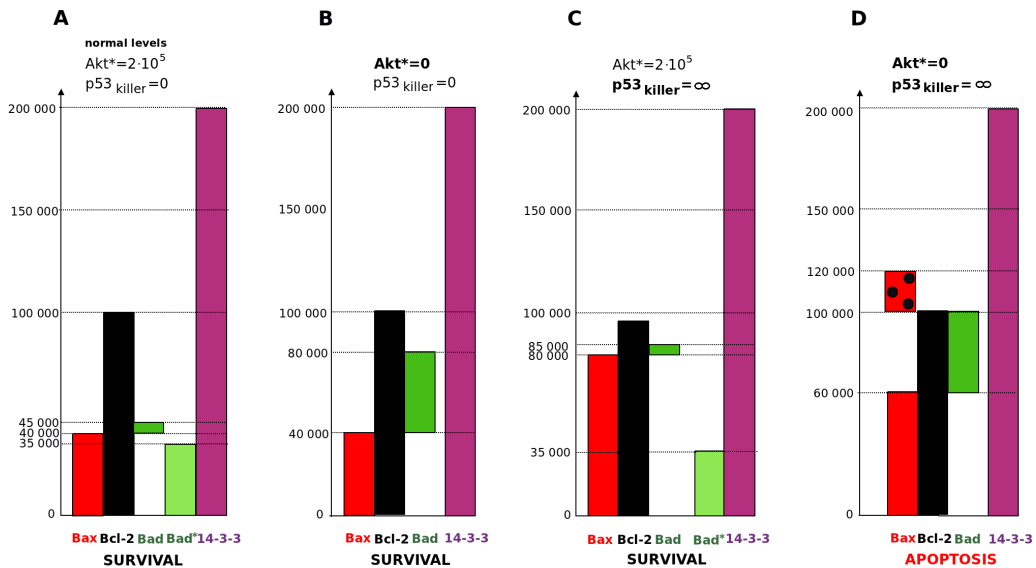 A
normal levels
Akt*=2·10⁵
p53 killer=0
200 000
150 000
100 000
45 000
40 000
35 000
0
Bax Bcl-2 Bad Bad* 14-3-3
SURVIVAL
B
Akt*=0
p53 killer=0
200 000
150 000
100 000
80 000
40 000
0
Bax Bcl-2 Bad 14-3-3
SURVIVAL
C
Akt*=2·10⁵
p53 killer=∞
200 000
150 000
100 000
85 000
80 000
35 000
0
Bax Bcl-2 Bad Bad* 14-3-3
SURVIVAL
D
Akt*=0
p53 killer=∞
200 000
150 000
120 000
100 000
60 000
0
Bax Bcl-2 Bad 14-3-3
APOPTOSIS